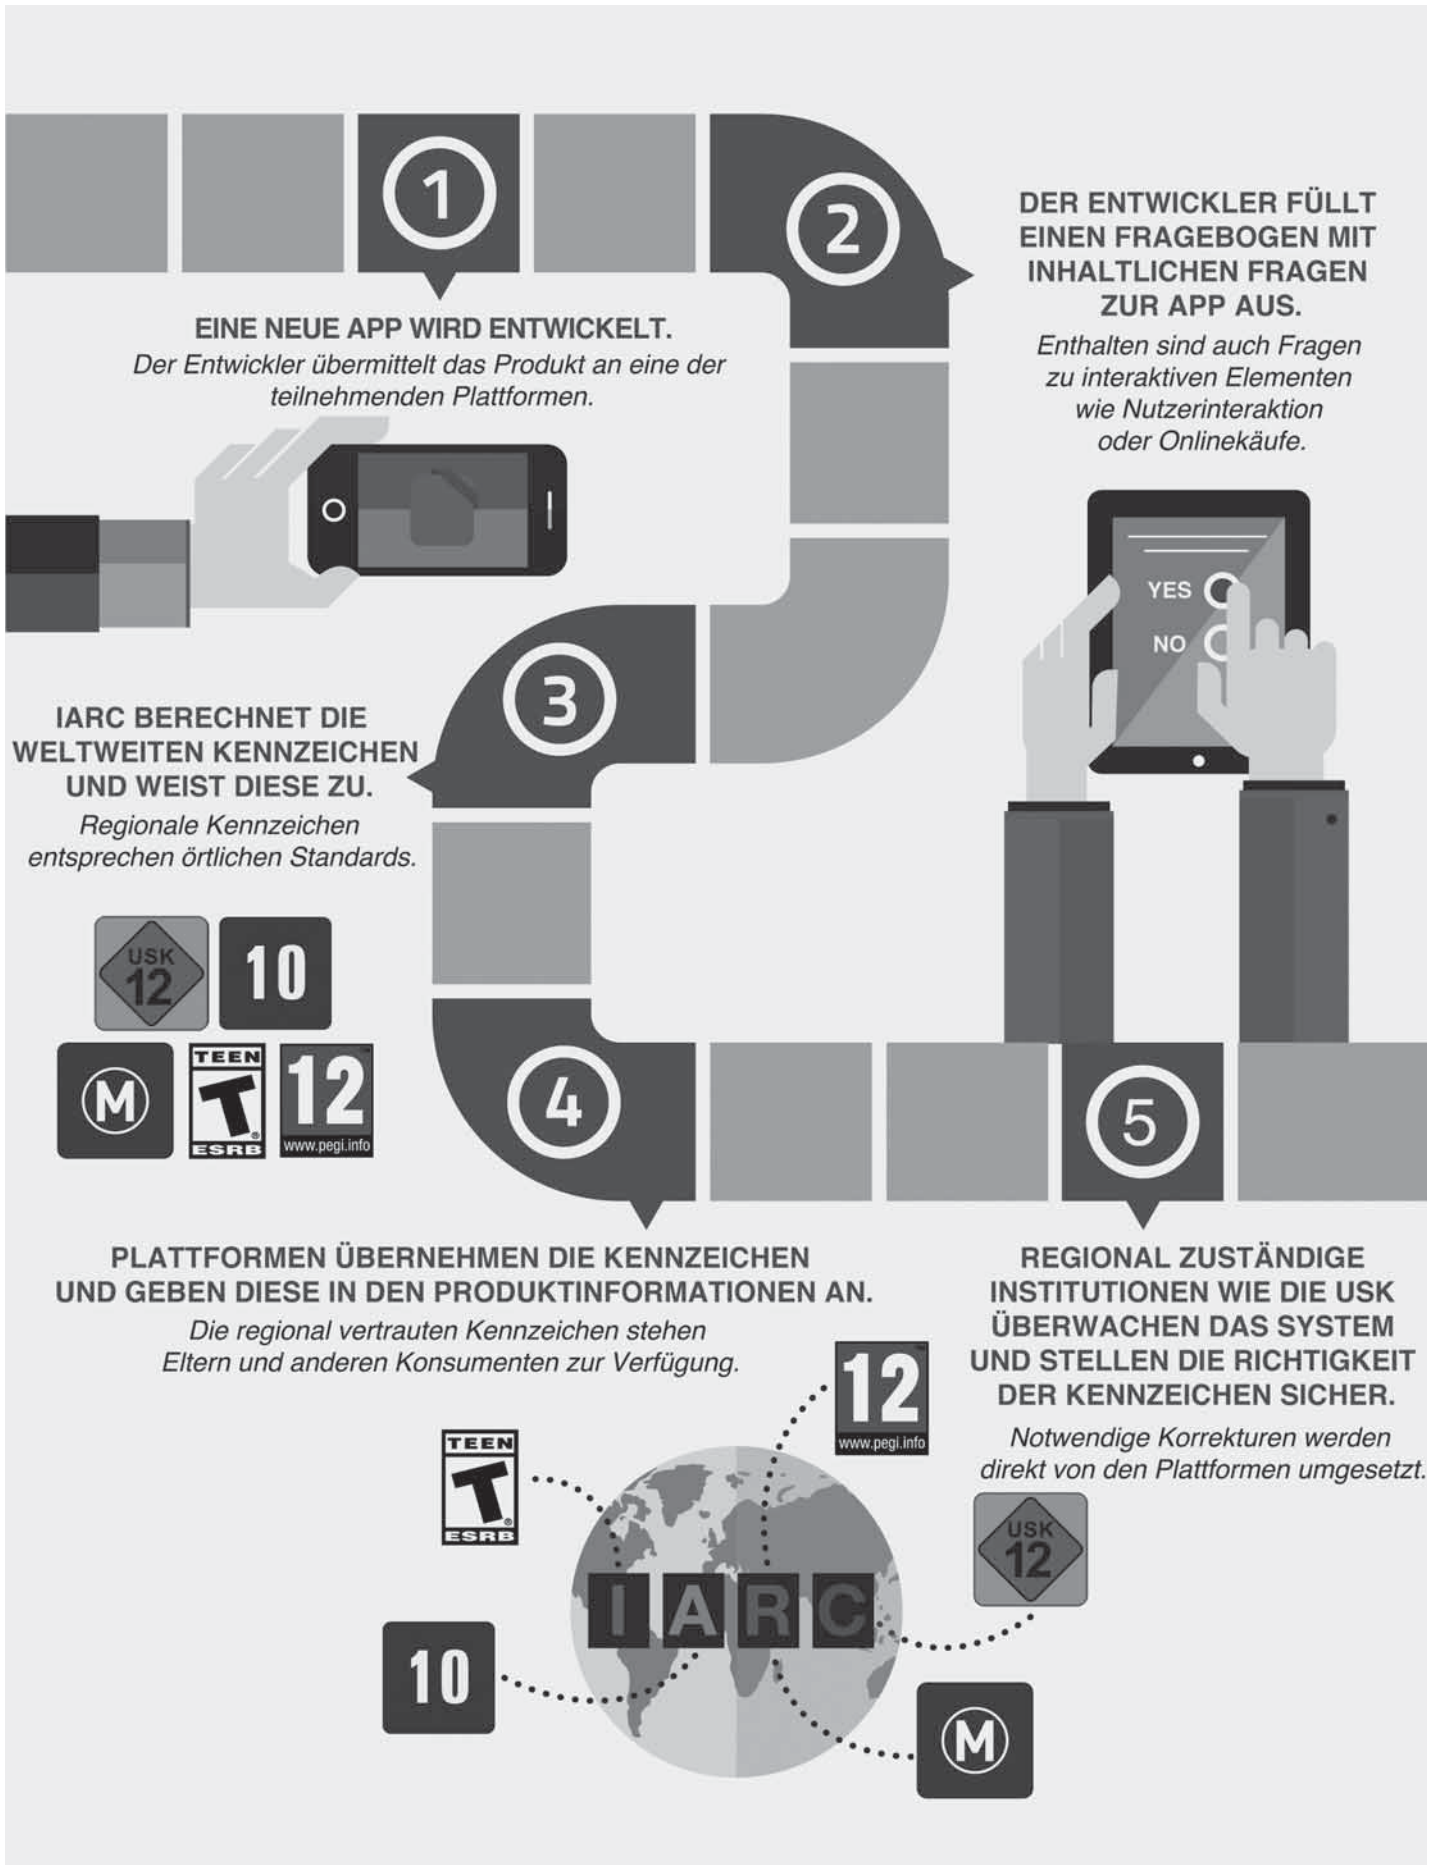 1
2
DER ENTWICKLER FÜLLT
EINEN FRAGEBOGEN MIT
INHALTLICHEN FRAGEN
ZUR APP AUS.
Enthalten sind auch Fragen
zu interaktiven Elementen
wie Nutzerinteraktion
oder Onlinekäufe.
EINE NEUE APP WIRD ENTWICKELT.
Der Entwickler übermittelt das Produkt an eine der
teilnehmenden Plattformen.
YES
NO
3
IARC BERECHNET DIE
WELTWEITEN KENNZEICHEN
UND WEIST DIESE ZU.
Regionale Kennzeichen
entsprechen örtlichen Standards.
USK
12
10
M
TEEN
T
ESRB
12
www.pegi.info
4
5
PLATTFORMEN ÜBERNEHMEN DIE KENNZEICHEN
UND GEBEN DIESE IN DEN PRODUKTINFORMATIONEN AN.
Die regional vertrauten Kennzeichen stehen
Eltern und anderen Konsumenten zur Verfügung.
REGIONAL ZUSTÄNDIGE
INSTITUTIONEN WIE DIE USK
ÜBERWACHEN DAS SYSTEM
UND STELLEN DIE RICHTIGKEIT
DER KENNZEICHEN SICHER.
Notwendige Korrekturen werden
direkt von den Plattformen umgesetzt.
12
www.pegi.info
TEEN
T
ESRB
USK
12
IARC
10
M